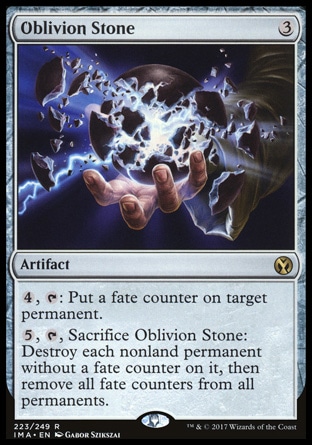 Oblivion Stone 3
Artifact
4, T: Put a fate counter on target
permanent.
5, T, Sacrifice Oblivion Stone:
Destroy each nonland permanent
without a fate counter on it, then
remove all fate counters from all
permanents.
223/249 R
IMA • EN Gabor Szikszai ™ & © 2017 Wizards of the Coast